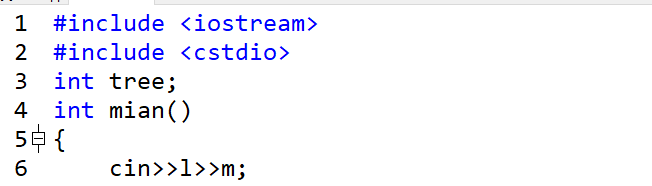 1 #include <iostream>
2 #include <cstdio>
3 int tree;
4 int mian()
5 {
6 cin>>l>>m;